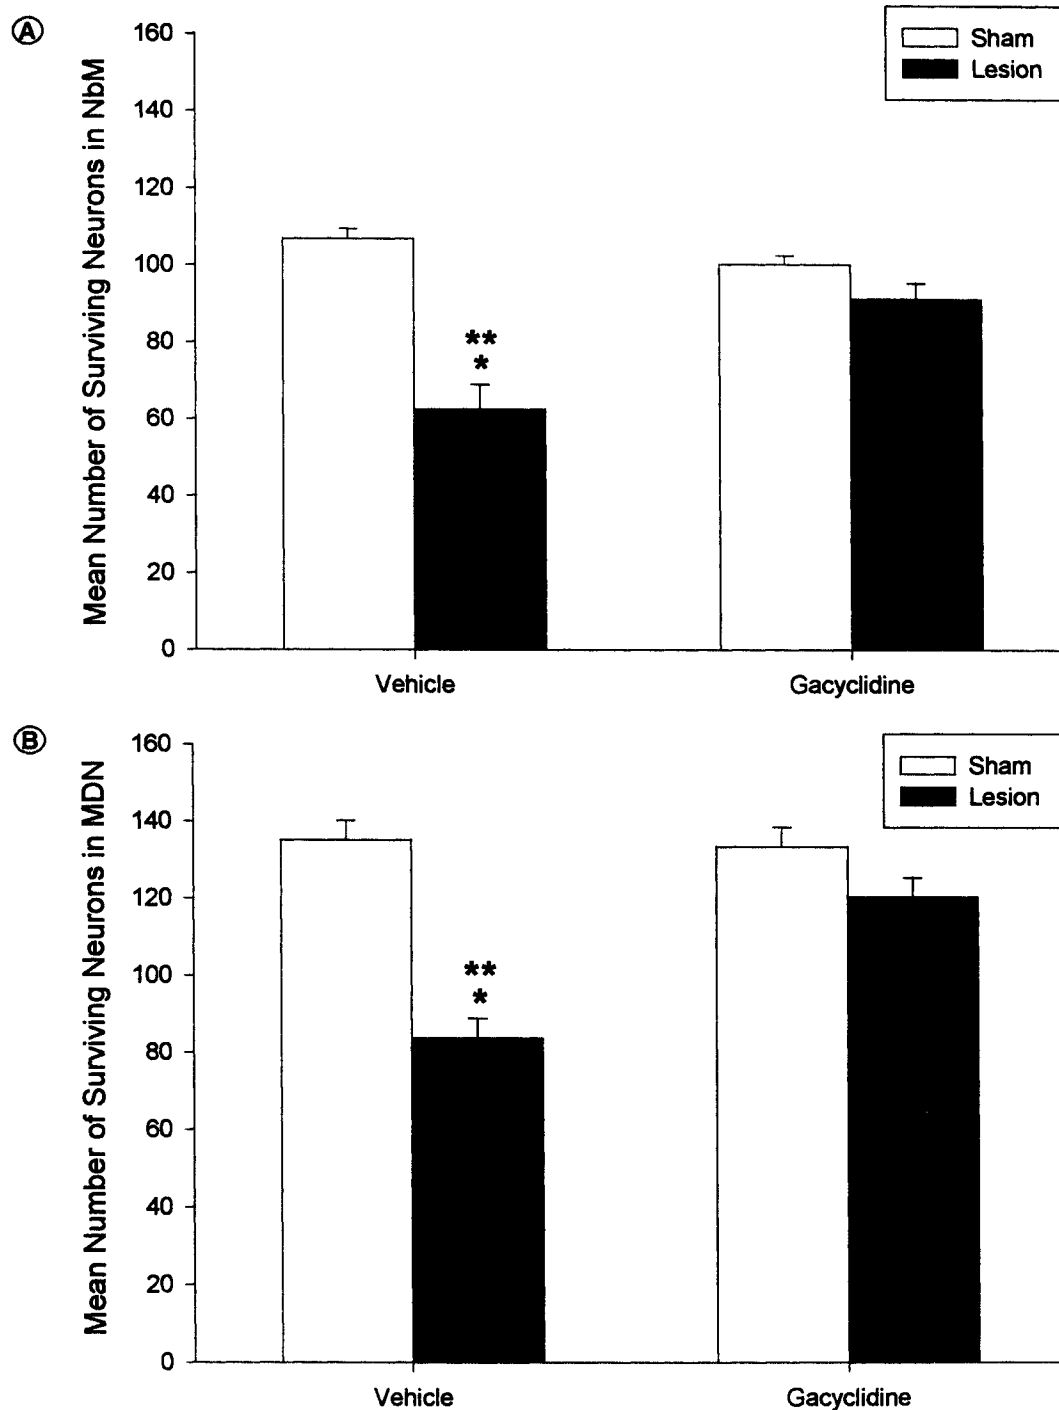 A
Mean Number of Surviving Neurons in NbM
160
140
120
100
80
60
40
20
0
**
*
Sham
Lesion
Vehicle
Gacyclidine
B
Mean Number of Surviving Neurons in MDN
160
140
120
100
80
60
40
20
0
**
*
Sham
Lesion
Vehicle
Gacyclidine